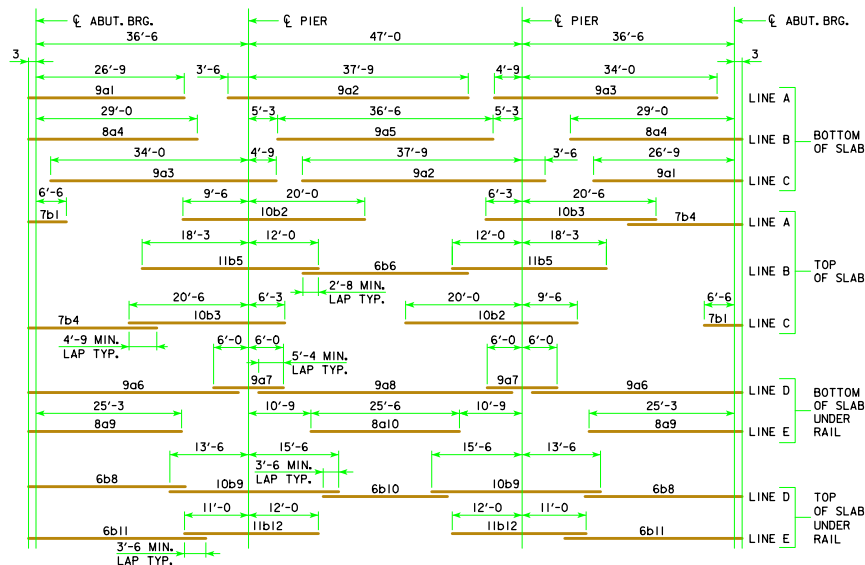 ℄ ABUT. BRG. ℄ PIER ℄ PIER ℄ ABUT. BRG.
36'-6 47'-0 36'-6
3 26'-9 3'-6 37'-9 4'-9 34'-0 3
9a1 9a2 9a3 LINE A
29'-0 5'-3 36'-6 5'-3 29'-0
8a4 9a5 8a4 LINE B
BOTTOM
OF SLAB
34'-0 4'-9 37'-9 3'-6 26'-9
9a3 9a2 9a1 LINE C
6'-6 9'-6 20'-0 6'-3 20'-6
7b1 10b2 10b3 7b4 LINE A
18'-3 12'-0 12'-0 18'-3
11b5 6b6 11b5 LINE B
TOP
OF SLAB
2'-8 MIN.
LAP TYP.
20'-6 6'-3 20'-0 9'-6 6'-6
7b4 10b3 10b2 7b1 LINE C
4'-9 MIN.
LAP TYP.
6'-0 6'-0 5'-4 MIN.
LAP TYP.
6'-0 6'-0
9a6 9a7 9a8 9a7 9a6 LINE D
25'-3 10'-9 25'-6 10'-9 25'-3
8a9 8a10 8a9 LINE E
BOTTOM
OF SLAB
UNDER
RAIL
13'-6 15'-6 15'-6 13'-6
3'-6 MIN.
LAP TYP.
6b8 10b9 6b10 10b9 6b8 LINE D
11'-0 12'-0 12'-0 11'-0
6b11 11b12 11b12 6b11 LINE E
TOP
OF SLAB
UNDER
RAIL
3'-6 MIN.
LAP TYP.